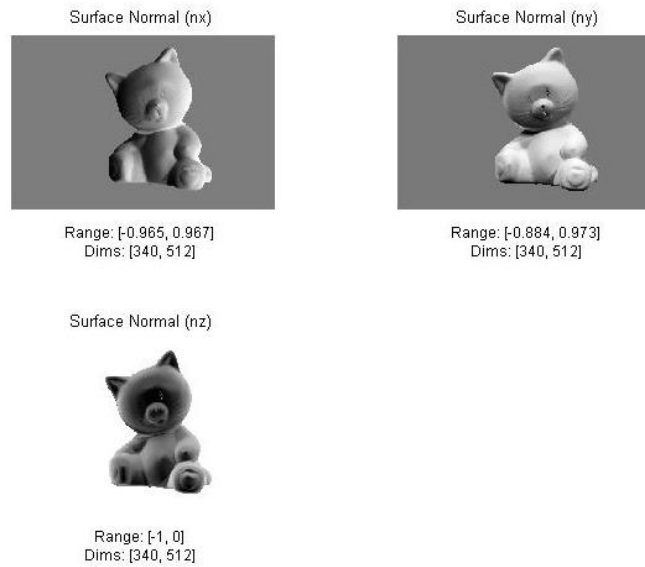 Surface Normal (nx)
Range: [-0.965, 0.967]
Dims: [340, 512]
Surface Normal (ny)
Range: [-0.884, 0.973]
Dims: [340, 512]
Surface Normal (nz)
Range: [-1, 0]
Dims: [340, 512]